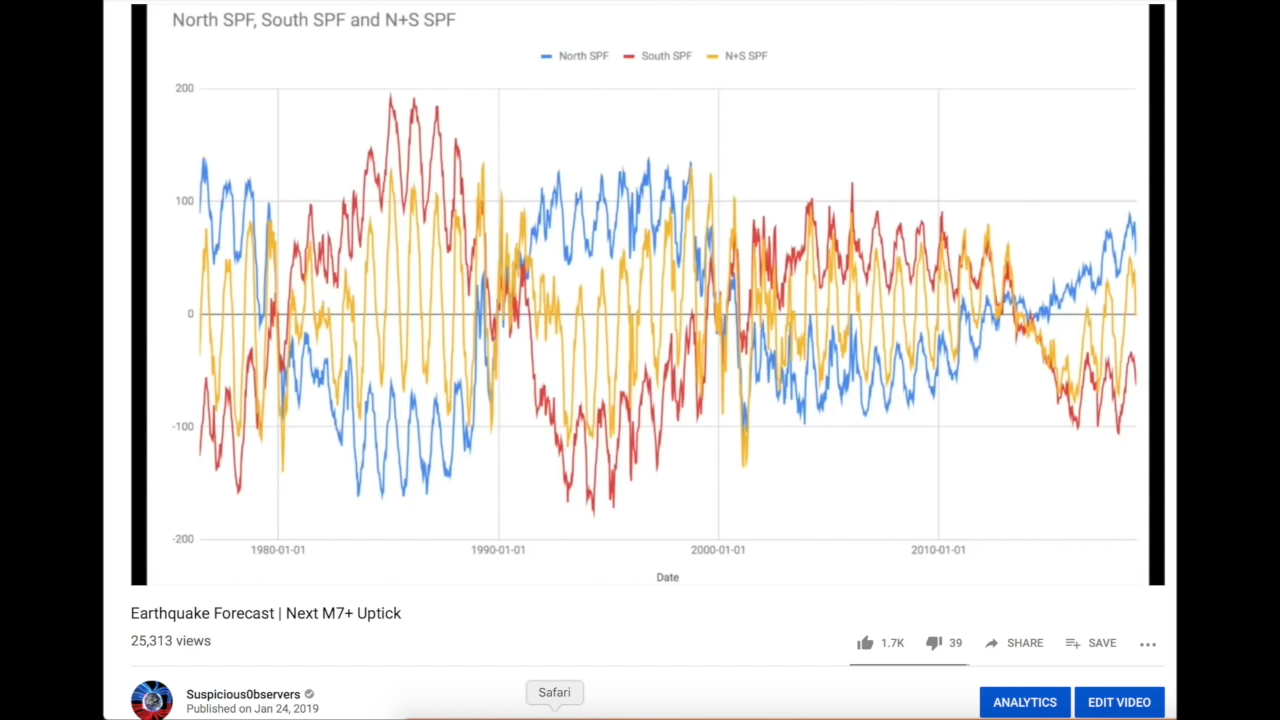 North SPF, South SPF and N+S SPF
North SPF South SPF N+S SPF
200
100
0
-100
-200
1980-01-01 1990-01-01 2000-01-01 2010-01-01
Date
Earthquake Forecast | Next M7+ Uptick
25,313 views
1.7K 39 SHARE SAVE
Suspicious0bservers
Published on Jan 24, 2019
Safari
ANALYTICS EDIT VIDEO